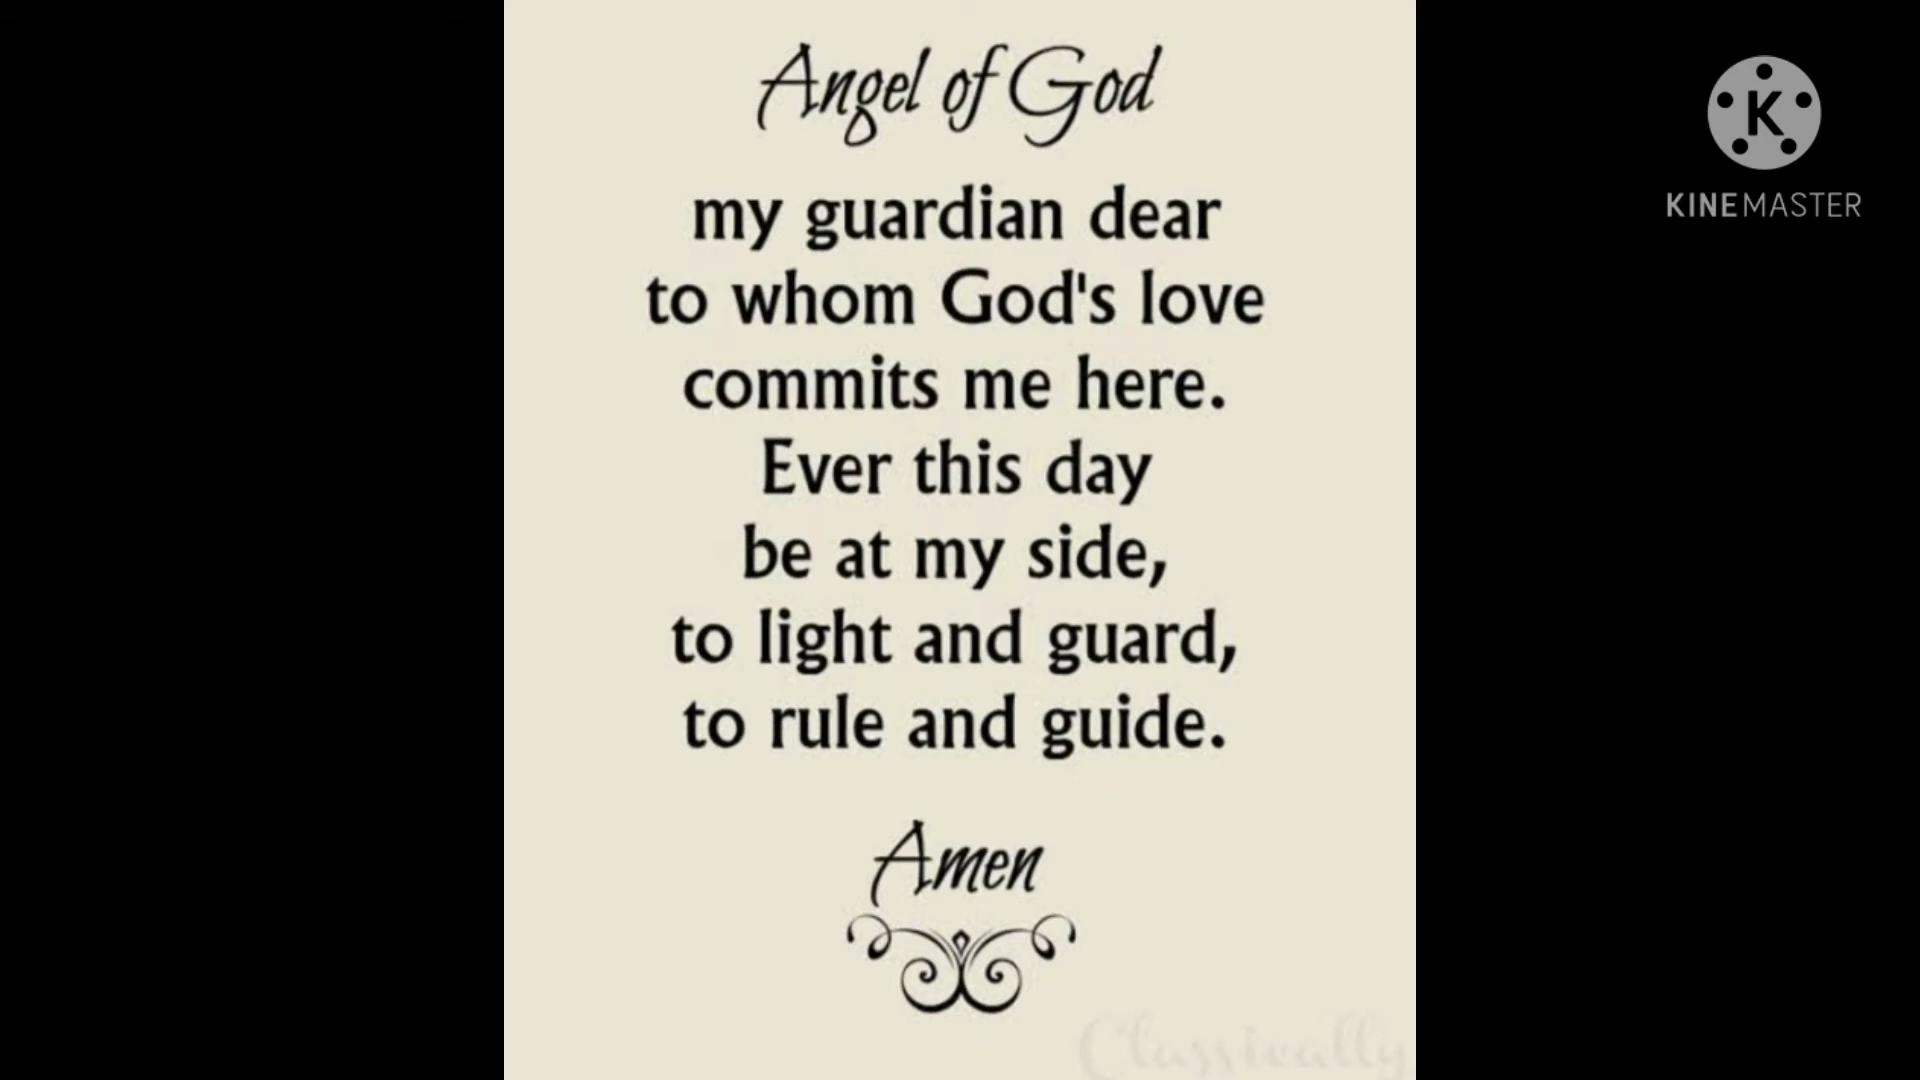 Angel of God
my guardian dear
to whom God's love
commits me here.
Ever this day
be at my side,
to light and guard,
to rule and guide.
Amen
Classically
K
KINEMASTER